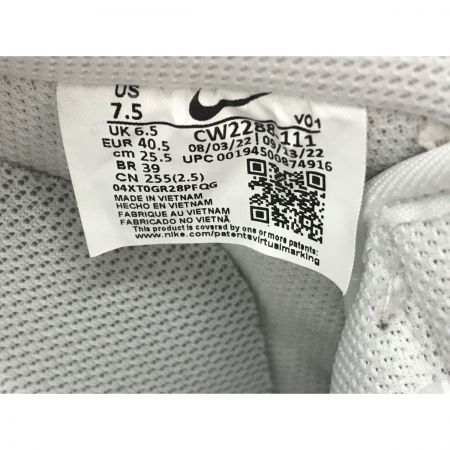 US
7.5
V01
UK 6.5 CW2288 111
EUR 40.5 08/03/22 | 09/13/22
cm 25.5 UPC 00194500874916
BR 39
CN 255(2.5)
04XT0GR28PFQG
MADE IN VIETNAM
HECHO EN VIETNAM
FABRIQUE AU VIETNAM
FABRICADO NO VIETNÃ
This product is covered by one or more patents:
www.nike.com/patentsvirtualmarking